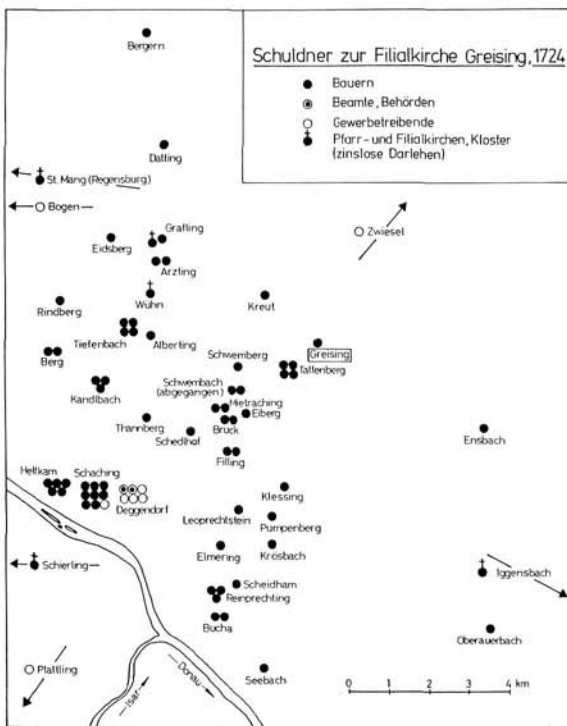 Schuldner zur Filialkirche Greising, 1724
Bauern
Beamte, Behörden
Gewerbetreibende
Pfarr- und Filialkirchen, Kloster
(zinslose Darlehen)
Bergern
Datting
St. Mang (Regensburg)
Bogen
Zwiesel
Grafling
Eidsberg
Arzting
Wühn
Kreut
Rindberg
Tiefenbach
Alberting
Greising
Berg
Schwemberg
Tattenberg
Kandlbach
Schwembach
(abgegangen)
Mietraching
Eiberg
Thannberg
Bruck
Schedlhof
Ensbach
Filling
Helfkam
Schaching
Deggendorf
Klessing
Leoprechtstein
Pumpenberg
Elmering
Krösbach
Schierling
Iggensbach
Scheidham
Reinprechting
Bucha
Oberauerbach
Plattling
Donau
Isar
Seebach
0 1 2 3 4 km